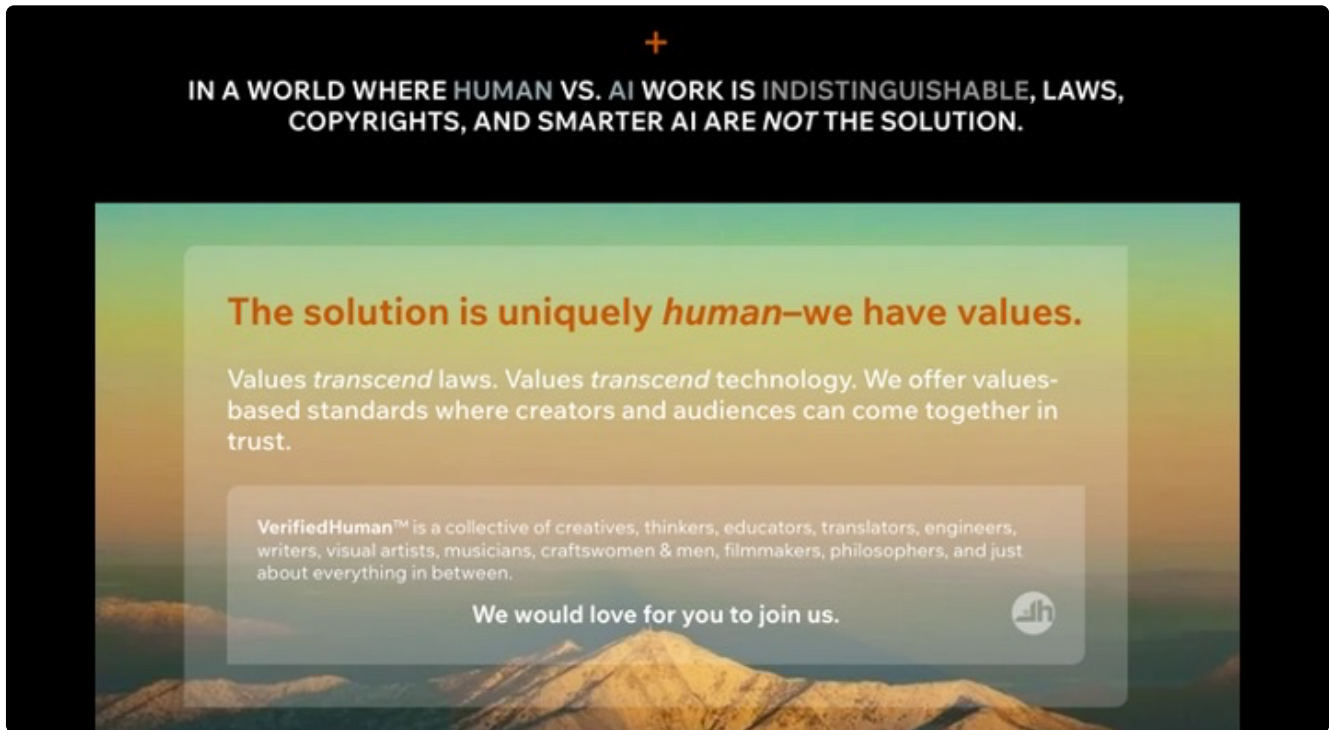 +
IN A WORLD WHERE HUMAN VS. AI WORK IS INDISTINGUISHABLE, LAWS,
COPYRIGHTS, AND SMARTER AI ARE NOT THE SOLUTION.
The solution is uniquely human–we have values.
Values transcend laws. Values transcend technology. We offer values-
based standards where creators and audiences can come together in
trust.
VerifiedHuman™ is a collective of creatives, thinkers, educators, translators, engineers,
writers, visual artists, musicians, craftswomen & men, filmmakers, philosophers, and just
about everything in between.
We would love for you to join us.